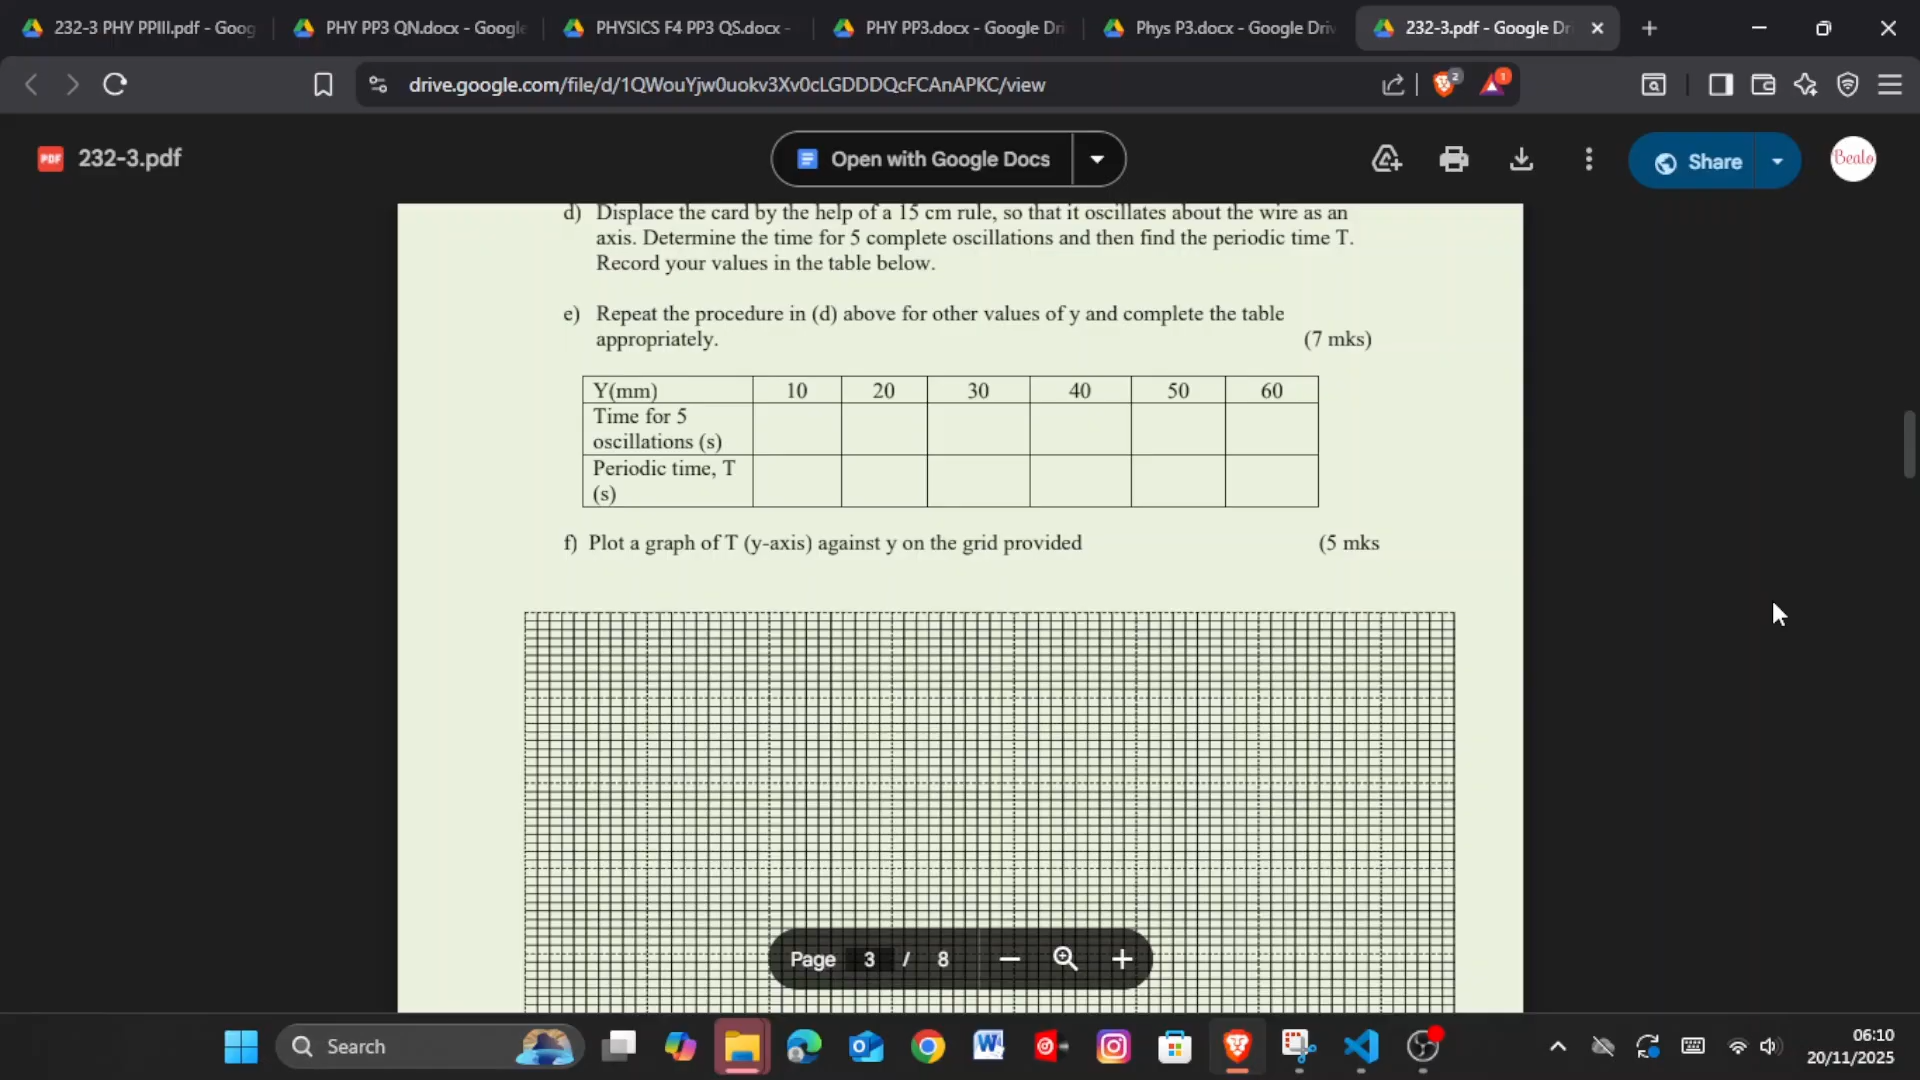 232-3 PHY PPIII.pdf - Goog
PHY PP3 QN.docx - Google
PHYSICS F4 PP3 QS.docx -
PHY PP3.docx - Google Dri
Phys P3.docx - Google Driv
232-3.pdf - Google Dr
drive.google.com/file/d/1QWouYjw0uokv3Xv0cLGDDDQcFCAnAPKC/view
2
1
PDF
232-3.pdf
Open with Google Docs
Share
Bealo
d) Displace the card by the help of a 15 cm rule, so that it oscillates about the wire as an
axis. Determine the time for 5 complete oscillations and then find the periodic time T.
Record your values in the table below.
e) Repeat the procedure in (d) above for other values of y and complete the table
appropriately. (7 mks)
Y(mm) 10 20 30 40 50 60
Time for 5
oscillations (s)
Periodic time, T
(s)
f) Plot a graph of T (y-axis) against y on the grid provided (5 mks
Page 3 / 8
Search
06:10
20/11/2025